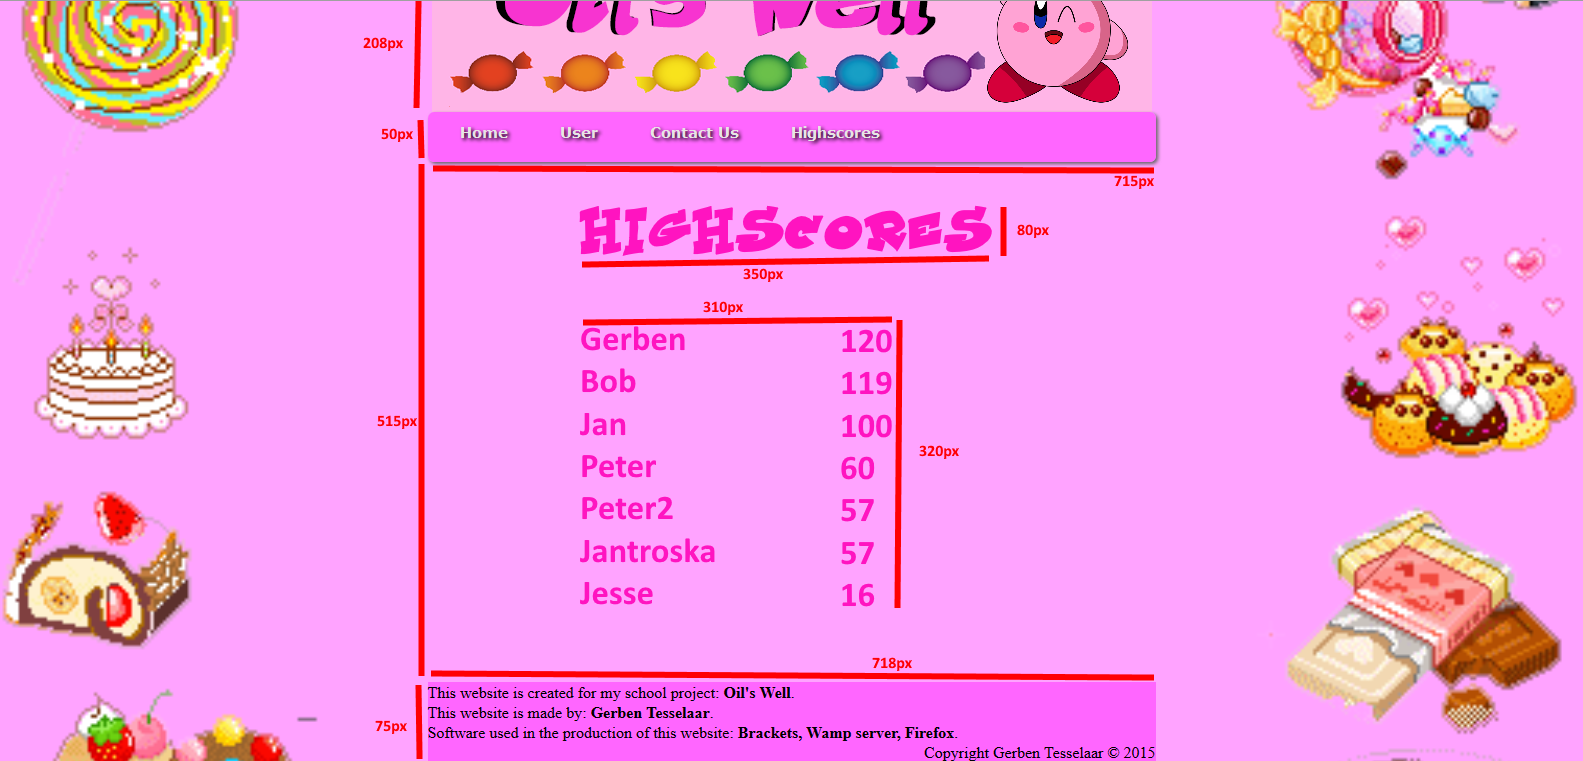 Oil's Well
208px
50px
Home User Contact Us Highscores
715px
HIGHSCORES
80px
350px
310px
Gerben 120
Bob 119
Jan 100
515px
Peter 60
320px
Peter2 57
Jantroska 57
Jesse 16
718px
This website is created for my school project: Oil's Well.
This website is made by: Gerben Tesselaar.
75px
Software used in the production of this website: Brackets, Wamp server, Firefox.
Copyright Gerben Tesselaar © 2015